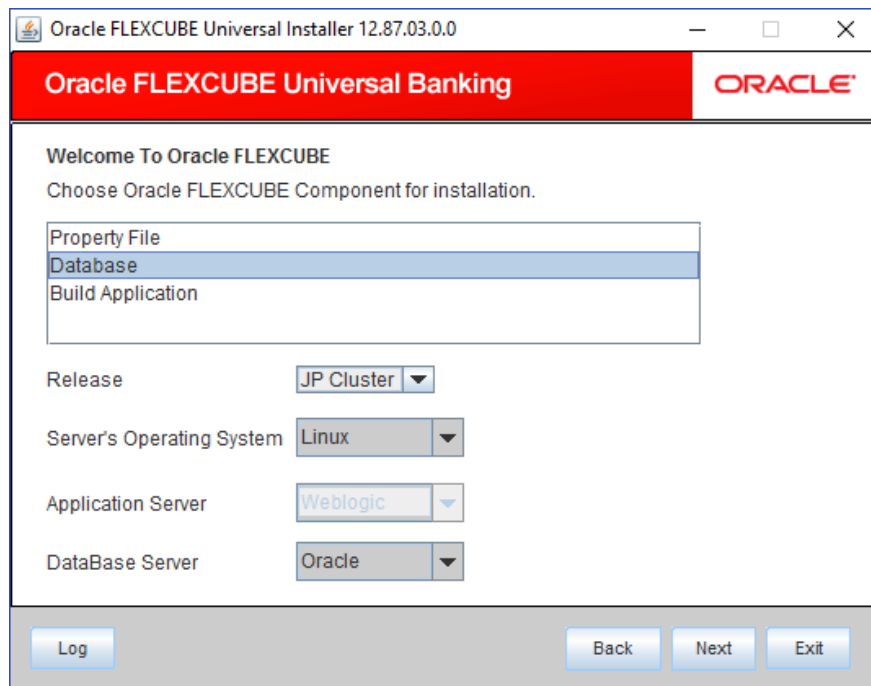 Oracle FLEXCUBE Universal Installer 12.87.03.0.0
Oracle FLEXCUBE Universal Banking
ORACLE
Welcome To Oracle FLEXCUBE
Choose Oracle FLEXCUBE Component for installation.
Property File
Database
Build Application
Release JP Cluster
Server's Operating System Linux
Application Server Weblogic
DataBase Server Oracle
Log Back Next Exit